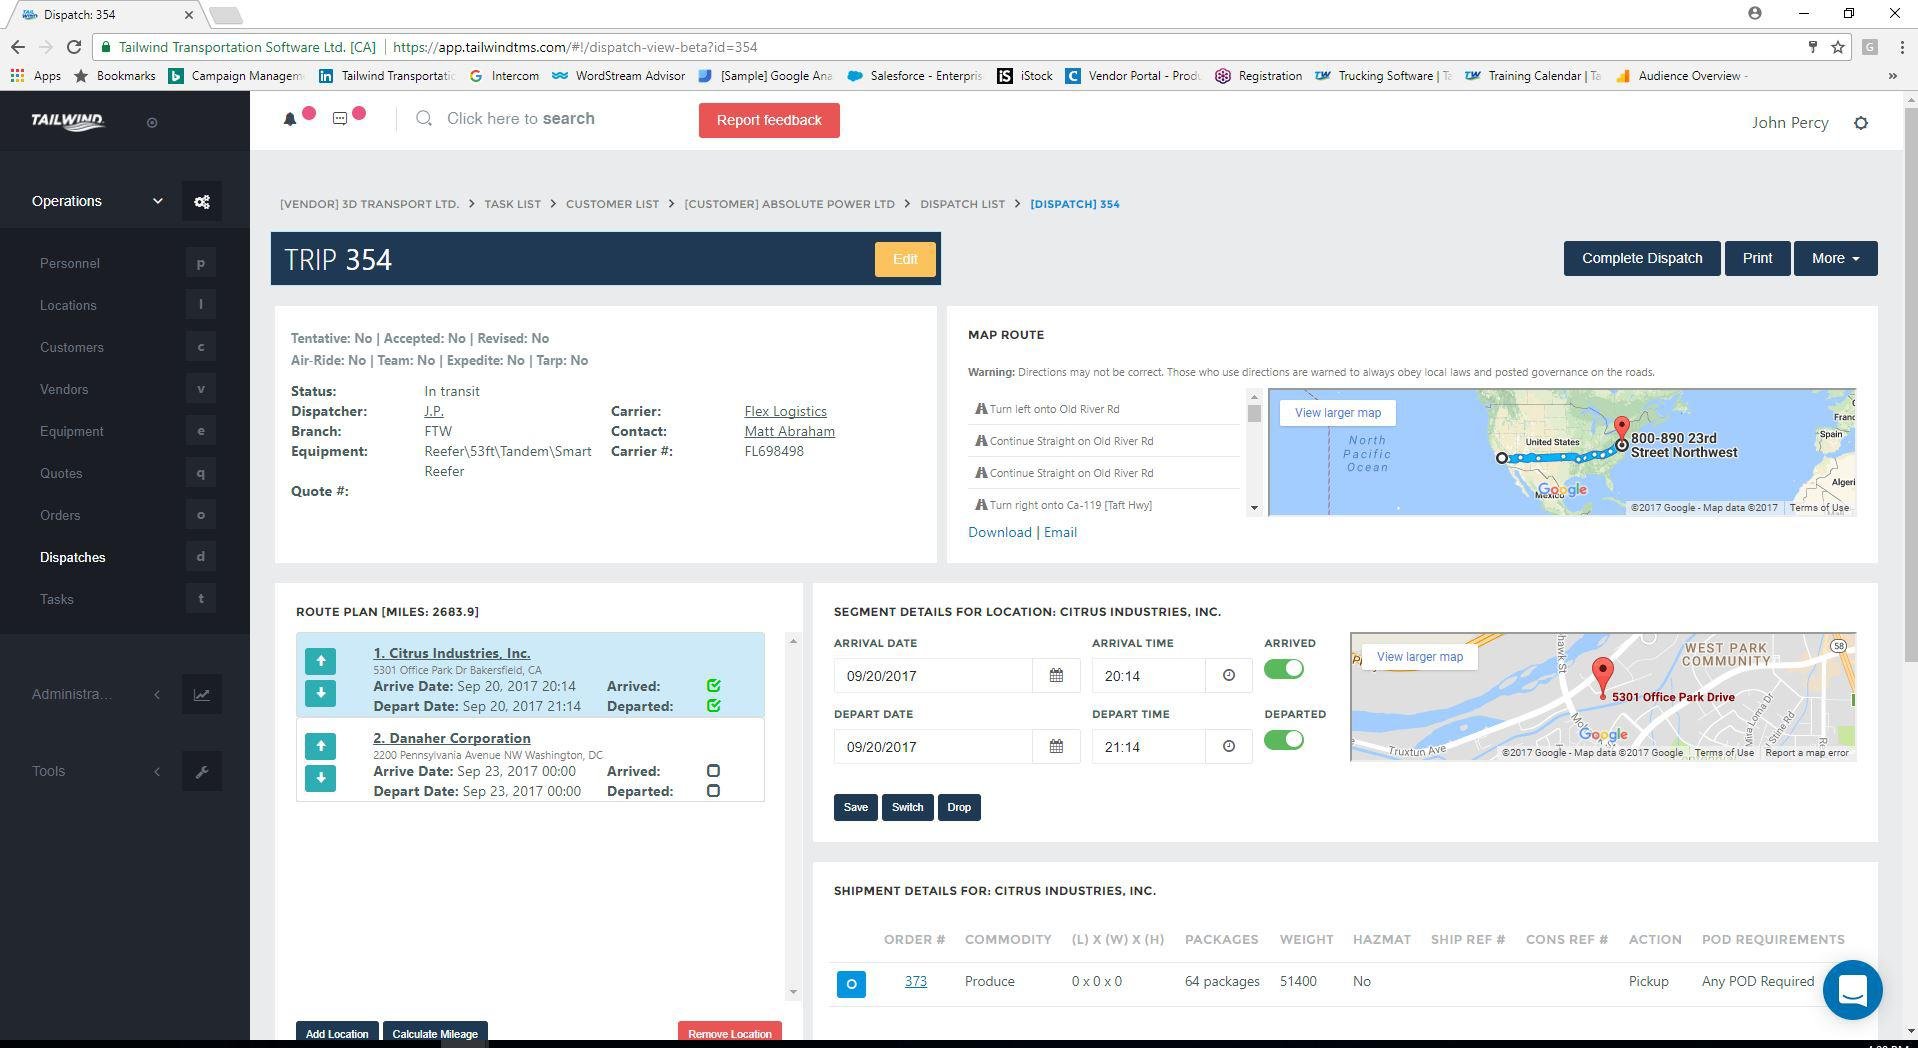 Dispatch: 354
Tailwind Transportation Software Ltd. [CA] https://app.tailwindtms.com/#!/dispatch-view-beta?id=354
Apps Bookmarks Campaign Managem Tailwind Transportatic Intercom WordStream Advisor [Sample] Google Ana Salesforce - Enterpris iStock Vendor Portal - Produ Registration Trucking Software | Ta Training Calendar | Ta Audience Overview -
TAILWIND
Click here to search
Report feedback
John Percy
Operations
Personnel p
Locations l
Customers c
Vendors v
Equipment e
Quotes q
Orders o
Dispatches d
Tasks t
Administra...
Tools
[VENDOR] 3D TRANSPORT LTD. > TASK LIST > CUSTOMER LIST > [CUSTOMER] ABSOLUTE POWER LTD > DISPATCH LIST > [DISPATCH] 354
TRIP 354
Edit
Complete Dispatch
Print
More
Tentative: No | Accepted: No | Revised: No
Air-Ride: No | Team: No | Expedite: No | Tarp: No
Status: In transit
Dispatcher: J.P. Carrier: Flex Logistics
Branch: FTW Contact: Matt Abraham
Equipment: Reefer\53ft\Tandem\Smart Carrier #: FL698498
Reefer
Quote #:
MAP ROUTE
Warning: Directions may not be correct. Those who use directions are warned to always obey local laws and posted governance on the roads.
Turn left onto Old River Rd
Continue Straight on Old River Rd
Continue Straight on Old River Rd
Turn right onto Ca-119 [Taft Hwy]
Download | Email
View larger map
North
Pacific
Ocean
United States
Mexico
800-890 23rd
Street Northwest
Franc
Spain
Algeri
Google
©2017 Google - Map data ©2017 Terms of Use
ROUTE PLAN [MILES: 2683.9]
1. Citrus Industries, Inc.
5301 Office Park Dr Bakersfield, CA
Arrive Date: Sep 20, 2017 20:14 Arrived:
Depart Date: Sep 20, 2017 21:14 Departed:
2. Danaher Corporation
2200 Pennsylvania Avenue NW Washington, DC
Arrive Date: Sep 23, 2017 00:00 Arrived:
Depart Date: Sep 23, 2017 00:00 Departed:
Add Location
Calculate Mileage
Remove Location
SEGMENT DETAILS FOR LOCATION: CITRUS INDUSTRIES, INC.
ARRIVAL DATE ARRIVAL TIME ARRIVED
09/20/2017 20:14
DEPART DATE DEPART TIME DEPARTED
09/20/2017 21:14
Save Switch Drop
View larger map
WEST PARK
COMMUNITY
58
5301 Office Park Drive
Truxtun Ave
Google
©2017 Google - Map data ©2017 Google Terms of Use Report a map error
SHIPMENT DETAILS FOR: CITRUS INDUSTRIES, INC.
ORDER # COMMODITY (L) X (W) X (H) PACKAGES WEIGHT HAZMAT SHIP REF # CONS REF # ACTION POD REQUIREMENTS
O 373 Produce 0 x 0 x 0 64 packages 51400 No Pickup Any POD Required